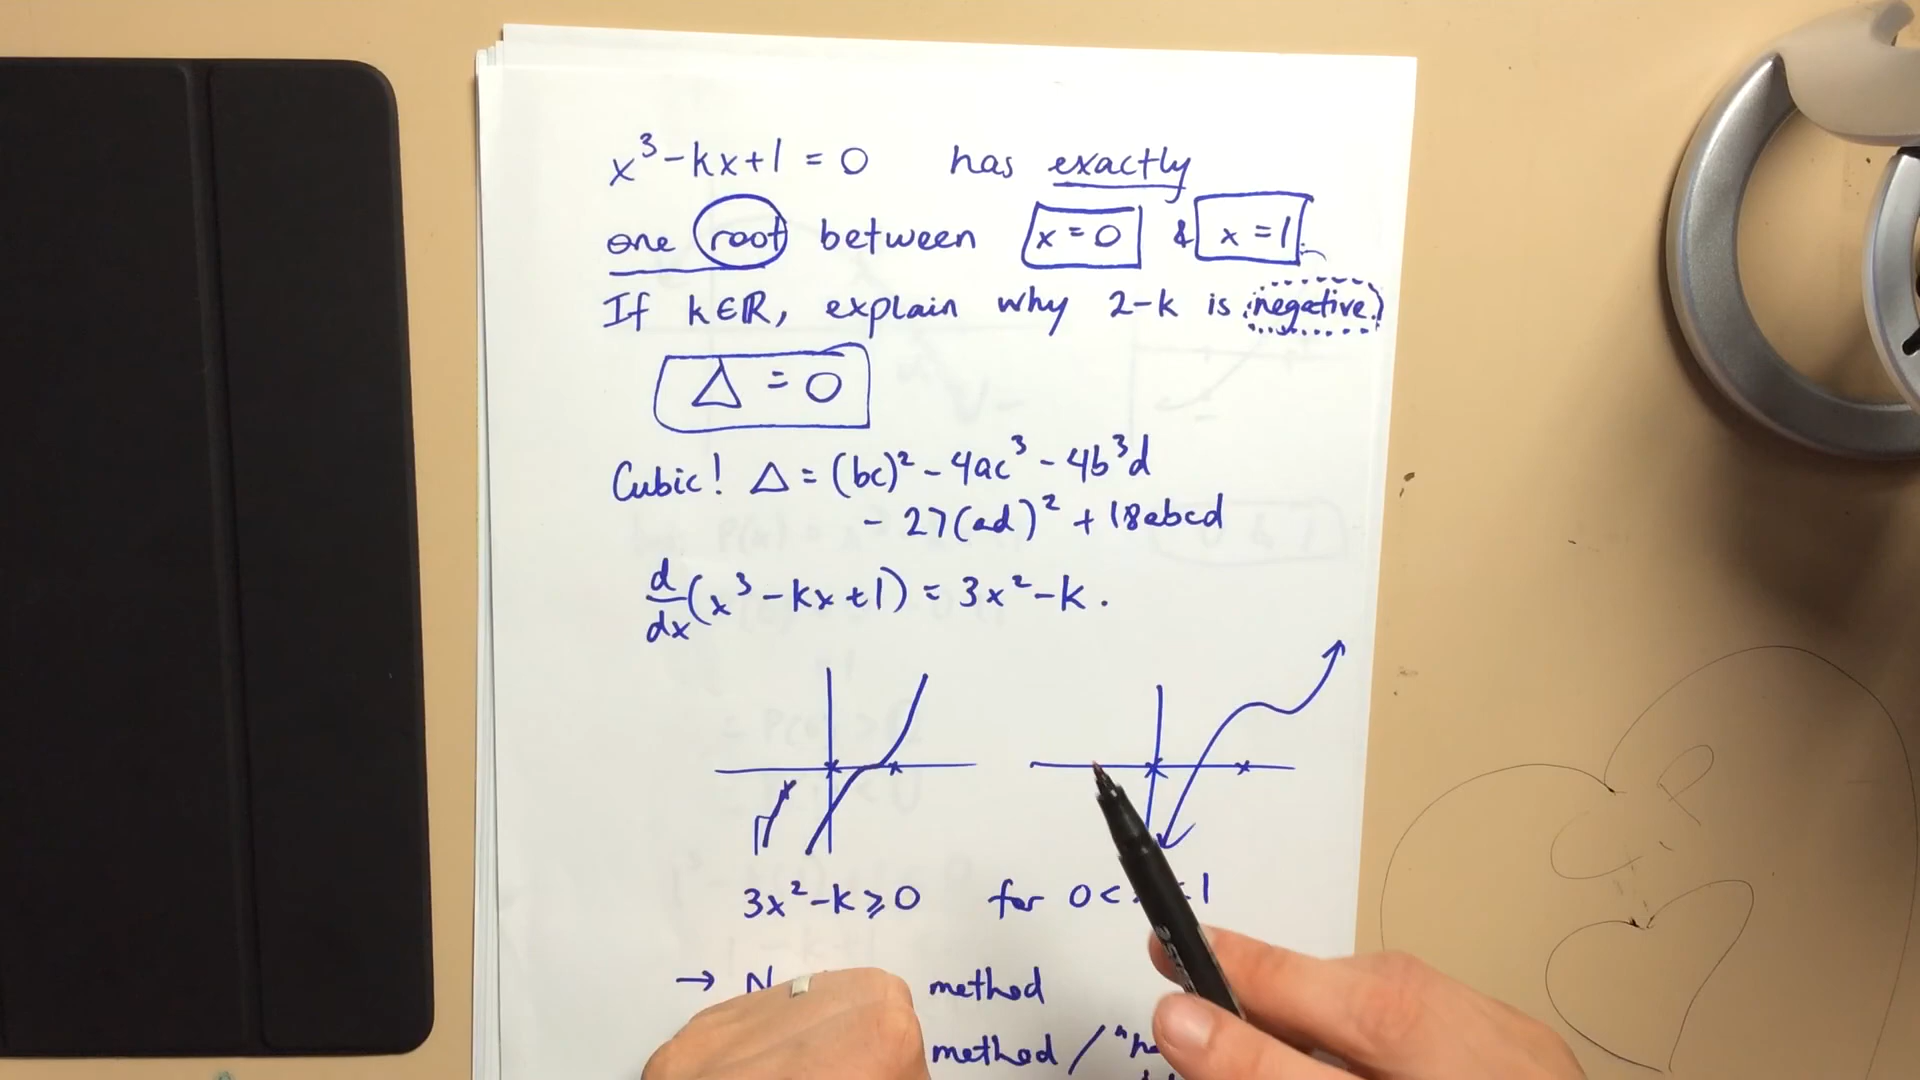 x³-kx+1 = 0 has exactly
one root between x=0 & x=1.
If k∈ℝ, explain why 2-k is negative.
Δ = 0
Cubic! Δ = (bc)² - 4ac³ - 4b³d
- 27(ad)² + 18abcd
d/dx(x³-kx+1) = 3x²-k.
3x²-k ⩾ 0 for 0< <1
→ N method
method / "